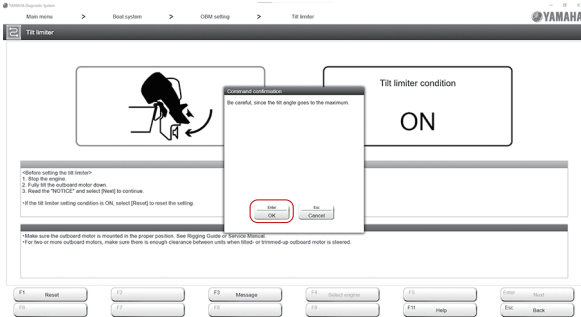 YAMAHA Diagnostic System
Main menu > Boat system > OBM setting > Tilt limiter
YAMAHA
Tilt limiter
Command confirmation
Be careful, since the tilt angle goes to the maximum.
Tilt limiter condition
ON
<Before setting the tilt limiter>
1. Stop the engine.
2. Fully tilt the outboard motor down.
3. Read the "NOTICE" and select [Next] to continue.
•If the tilt limiter setting condition is ON, select [Reset] to reset the setting.
Enter Esc
OK Cancel
•Make sure the outboard motor is mounted in the proper position. See Rigging Guide or Service Manual.
•For two or more outboard motors, make sure there is enough clearance between units when tilted- or trimmed-up outboard motor is steered.
F1 Reset F2 F3 Message F4 Select engine F5 Enter Next
F6 F7 F8 F9 F11 Help Esc Back